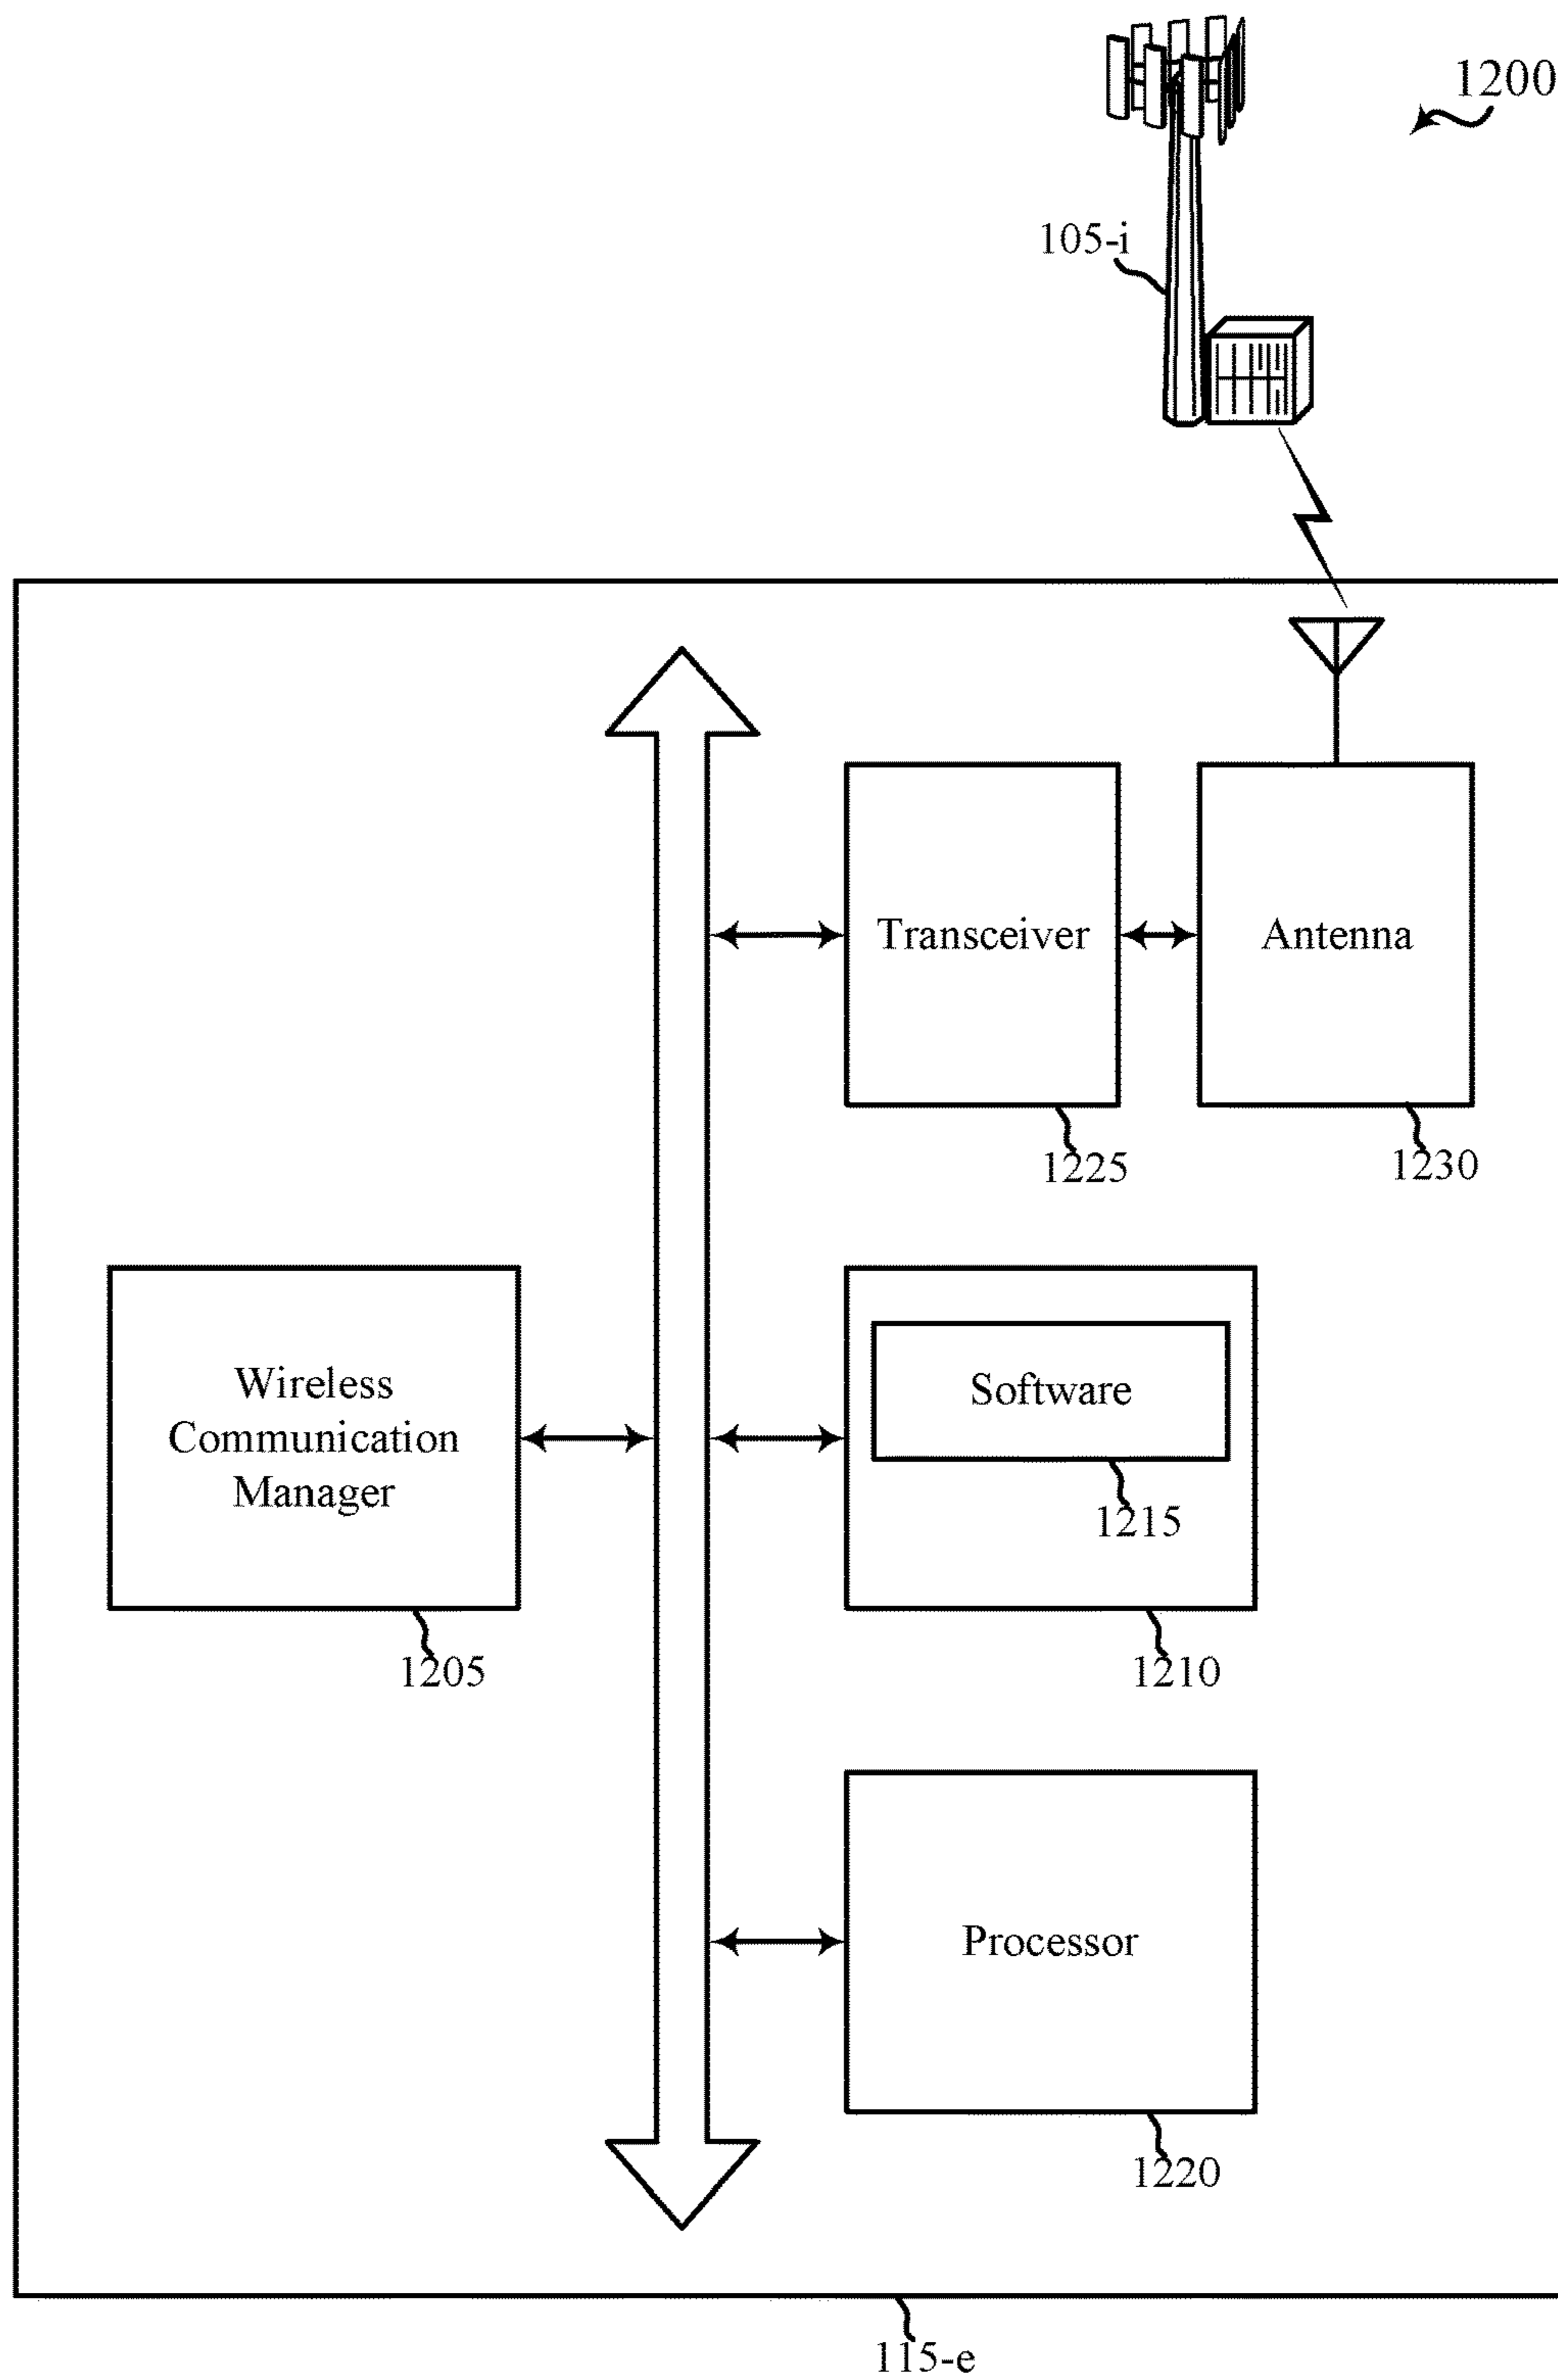 1200
105-i
Transceiver
Antenna
1225
1230
Wireless
Communication
Manager
Software
1215
1205
1210
Processor
1220
115-e